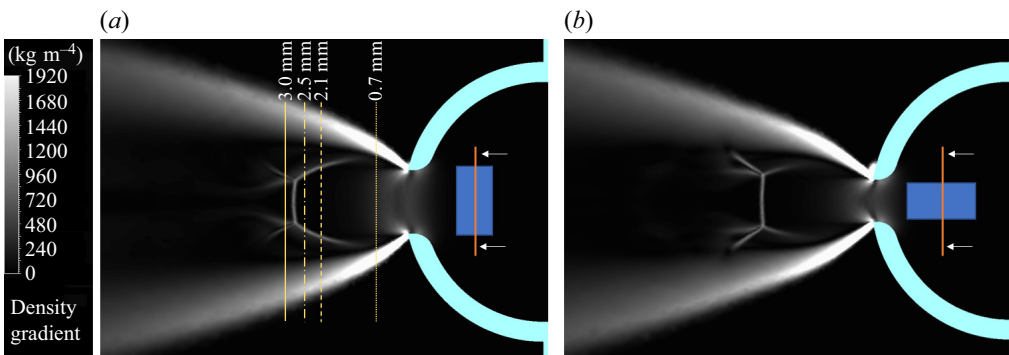 (a)
(b)
(kg m–4)
1920
1680
1440
1200
960
720
480
240
0
Density
gradient
3.0 mm
2.5 mm
2.1 mm
0.7 mm